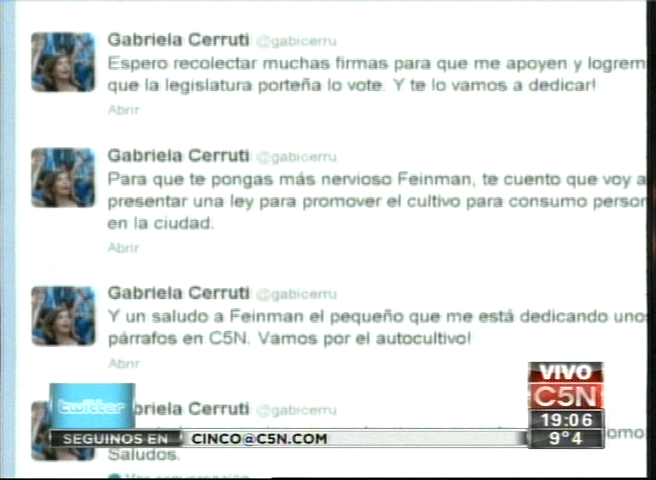 Gabriela Cerruti @gabicerru
Espero recolectar muchas firmas para que me apoyen y logrem
que la legislatura porteña lo vote. Y te lo vamos a dedicar!
Abrir
Gabriela Cerruti @gabicerru
Para que te pongas más nervioso Feinman, te cuento que voy a
presentar una ley para promover el cultivo para consumo person
en la ciudad.
Abrir
Gabriela Cerruti @gabicerru
Y un saludo a Feinman el pequeño que me está dedicando unos
párrafos en C5N. Vamos por el autocultivo!
Abrir
briela Cerruti @gabicerru
Saludos.
twitter
SEGUINOS EN CINCO@C5N.COM
VIVO
C5N
19:06
9°4